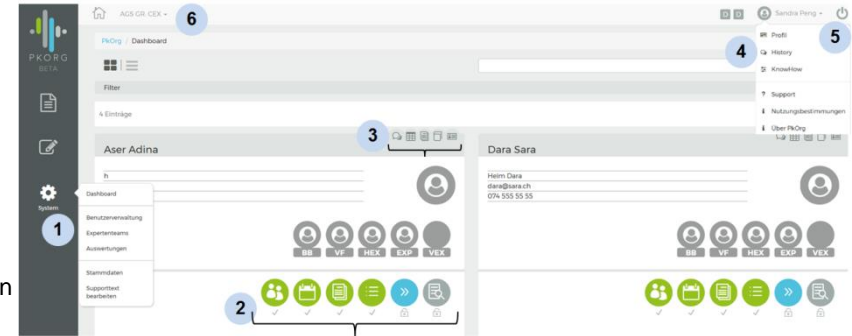 AGS GR. CEX
6
Sandra Peng
PKORG
BETA
PkOrg / Dashboard
4
5
Profil
History
KnowHow
Filter
? Support
4 Einträge
Nutzungsbestimmungen
Über PkOrg
3
Aser Adina
Dara Sara
h
Heim Dara
dara@sara.ch
074 555 55 55
System
1
Dashboard
Benutzerverwaltung
Expertenteams
Auswertungen
Stammdaten
Supporttext
bearbeiten
BB VF HEX EXP VEX
BB VF HEX EXP VEX
n
2